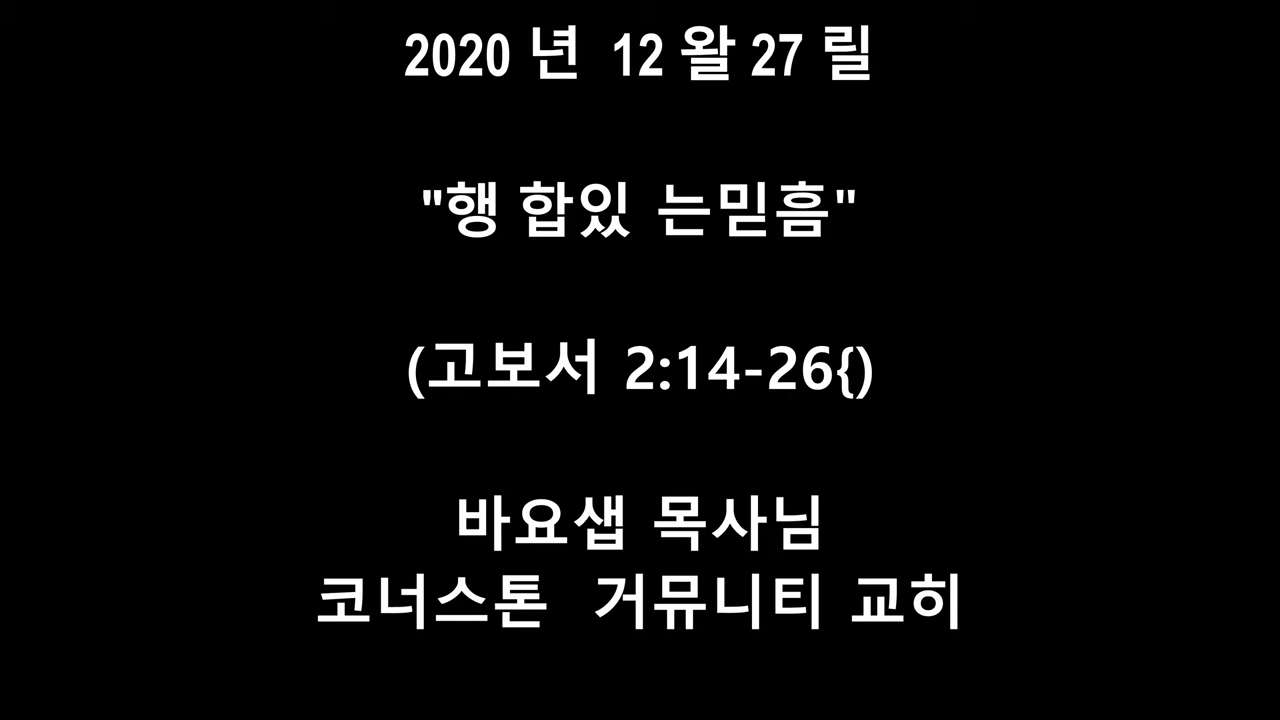 2020 년 12 왈 27 릴
"행 합있 는믿흠"
(고보서 2:14-26{)
바요샙 목사님
코너스톤 거뮤니티 교히